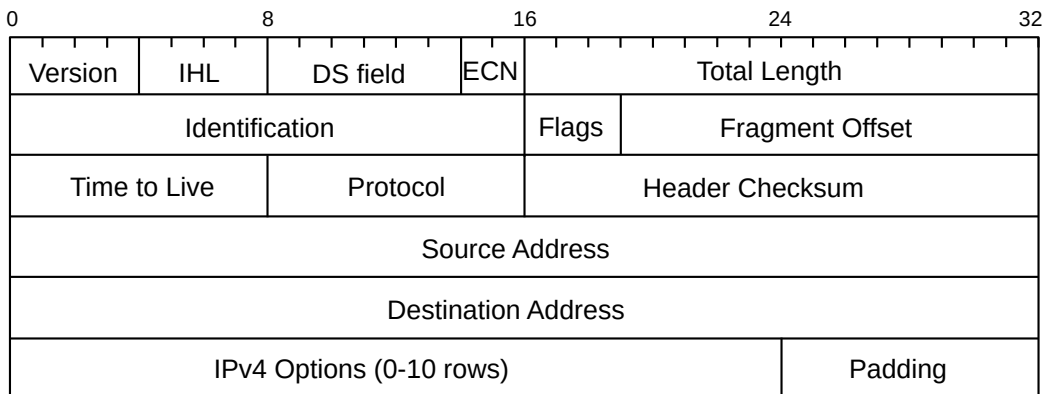 0 8 16 24 32
Version IHL DS field ECN Total Length
Identification Flags Fragment Offset
Time to Live Protocol Header Checksum
Source Address
Destination Address
IPv4 Options (0-10 rows) Padding